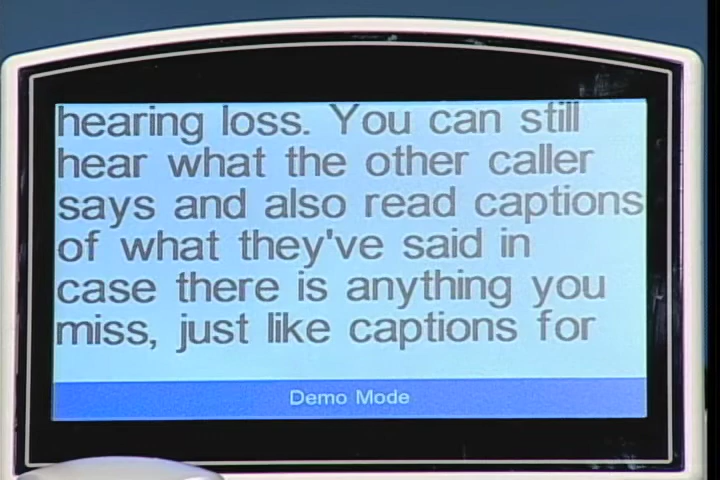 hearing loss. You can still
hear what the other caller
says and also read captions
of what they've said in
case there is anything you
miss, just like captions for
Demo Mode